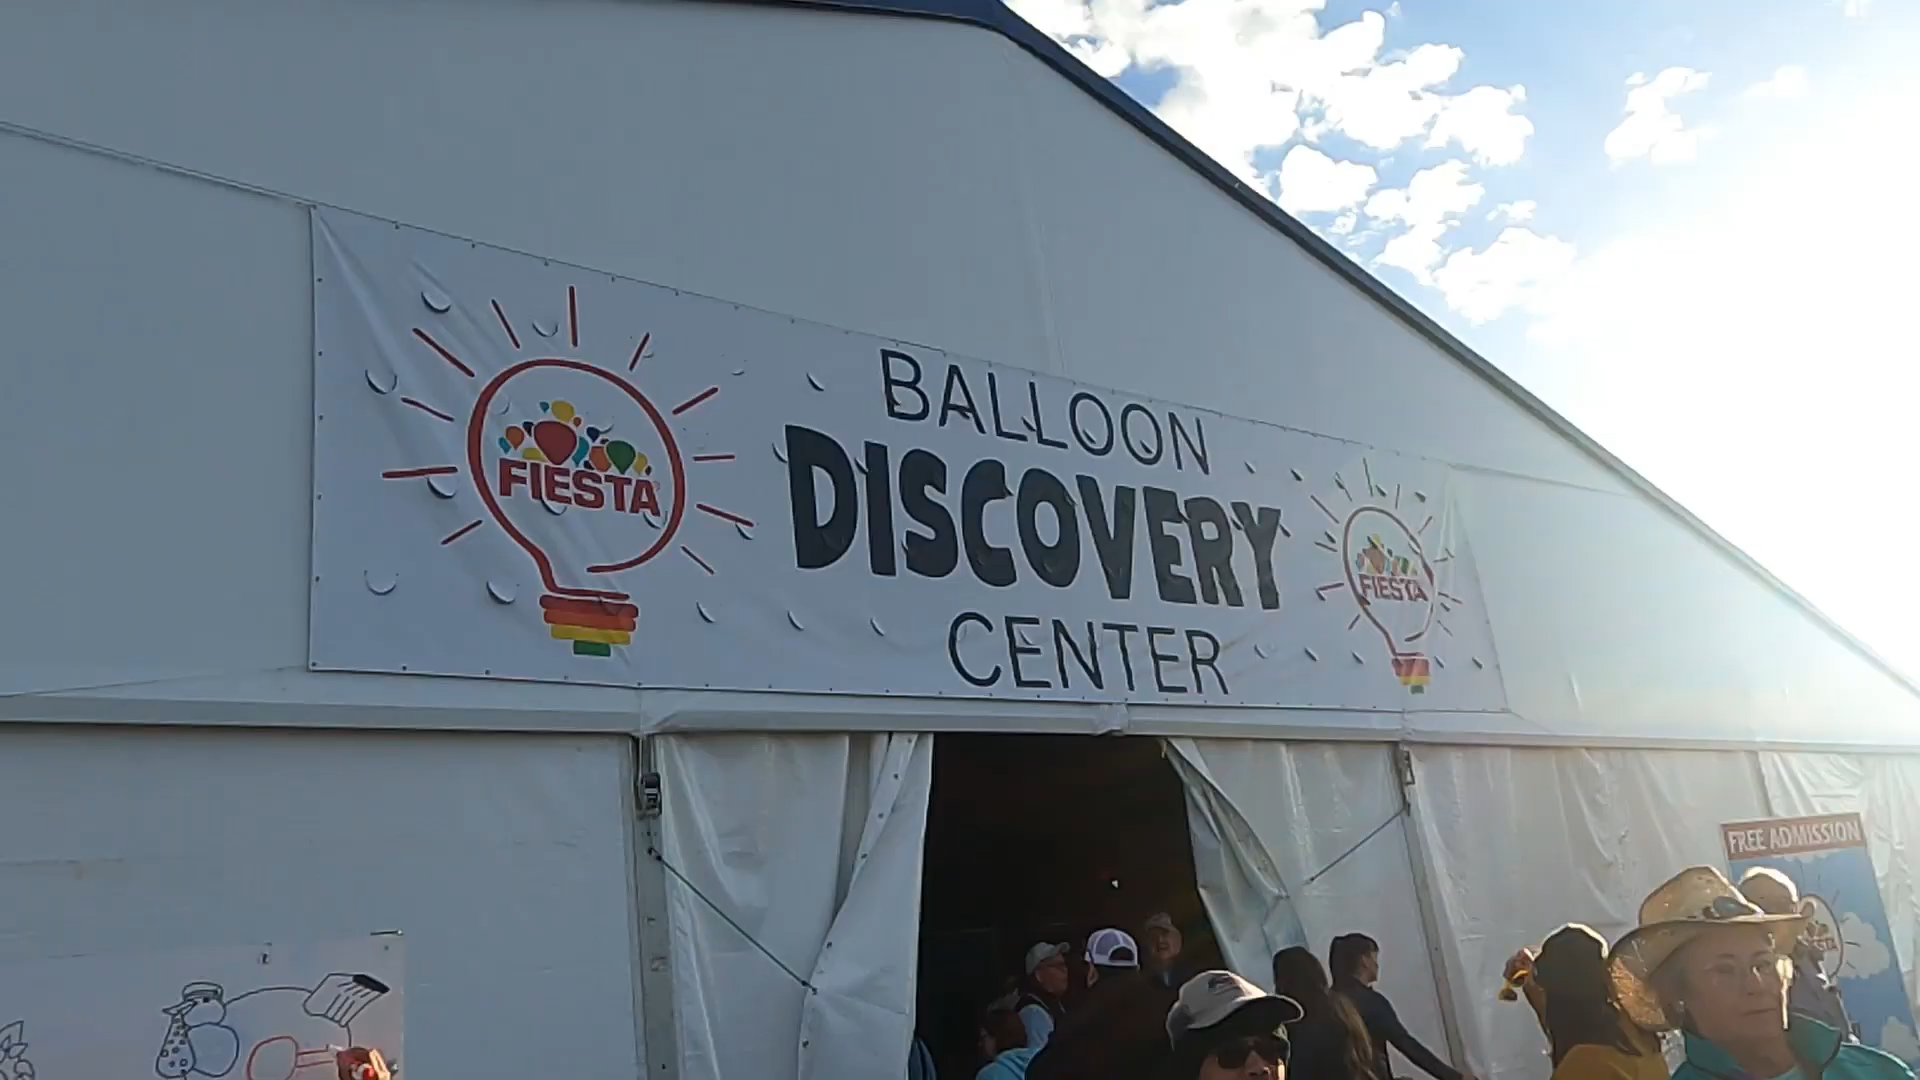 BALLOON
DISCOVERY
CENTER
FIESTA
FIESTA
FREE ADMISSION